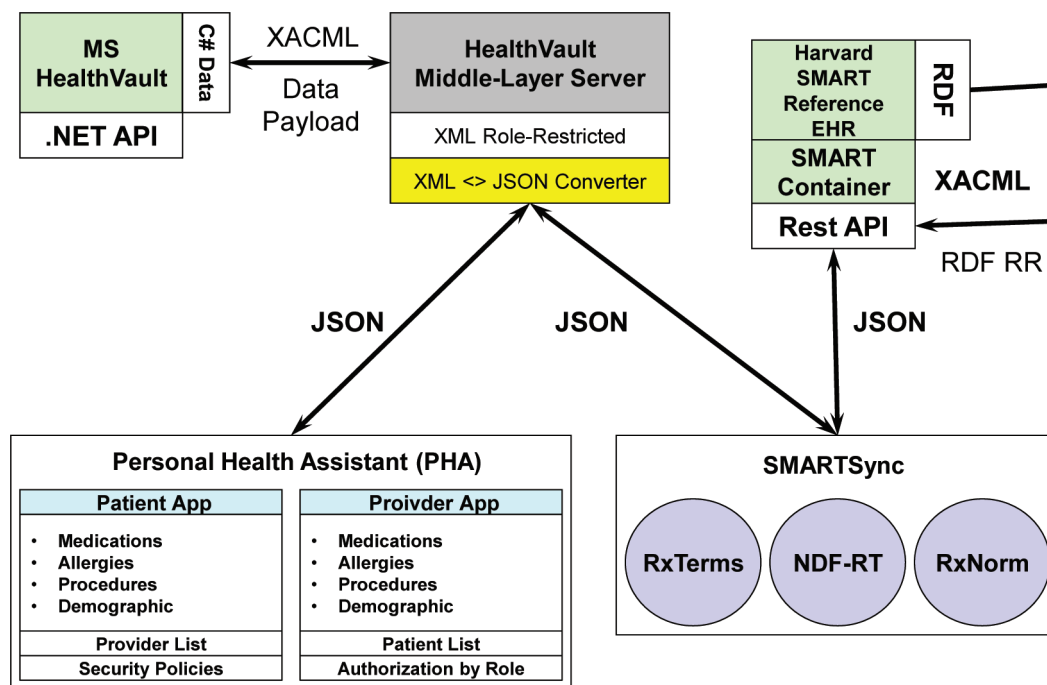 MS
HealthVault
C# Data
.NET API
XACML
Data
Payload
HealthVault
Middle-Layer Server
XML Role-Restricted
XML <> JSON Converter
Harvard
SMART
Reference
EHR
RDF
SMART
Container
Rest API
XACML
RDF RR
JSON
JSON
JSON
Personal Health Assistant (PHA)
Patient App
• Medications
• Allergies
• Procedures
• Demographic
Provider List
Security Policies
Proivder App
• Medications
• Allergies
• Procedures
• Demographic
Patient List
Authorization by Role
SMARTSync
RxTerms
NDF-RT
RxNorm